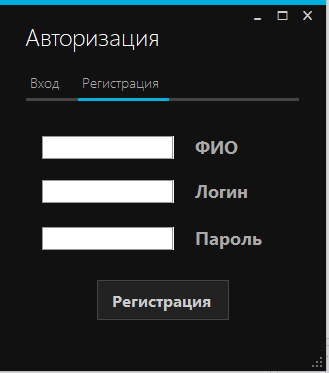 Авторизация
Вход Регистрация
ФИО
Логин
Пароль
Регистрация